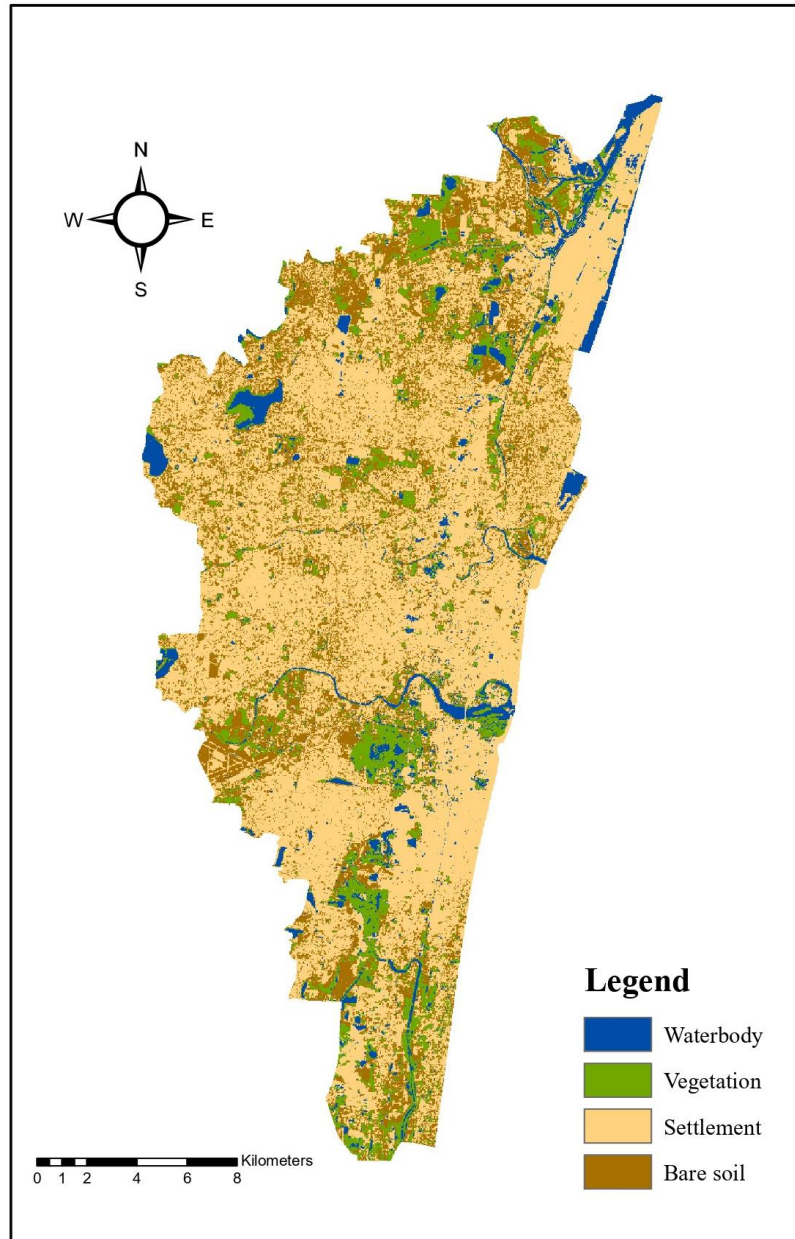 N
W E
S
Legend
Waterbody
Vegetation
Settlement
Bare soil
Kilometers
0 1 2 4 6 8